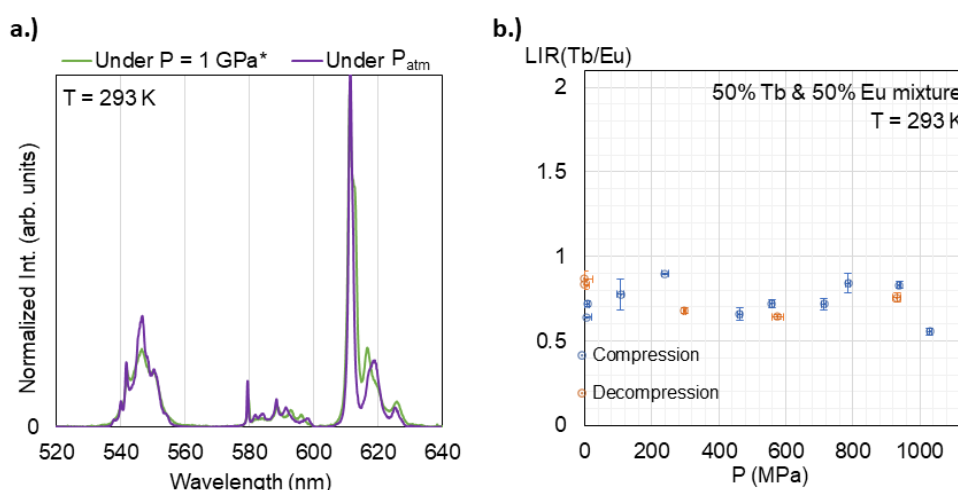 a.)
Under P = 1 GPa* Under Patm
T = 293 K
Normalized Int. (arb. units)
0
520 540 560 580 600 620 640
Wavelength (nm)
b.)
LIR(Tb/Eu)
50% Tb & 50% Eu mixture
T = 293 K
2
1.5
1
0.5
0
Compression
Decompression
0 200 400 600 800 1000
P (MPa)